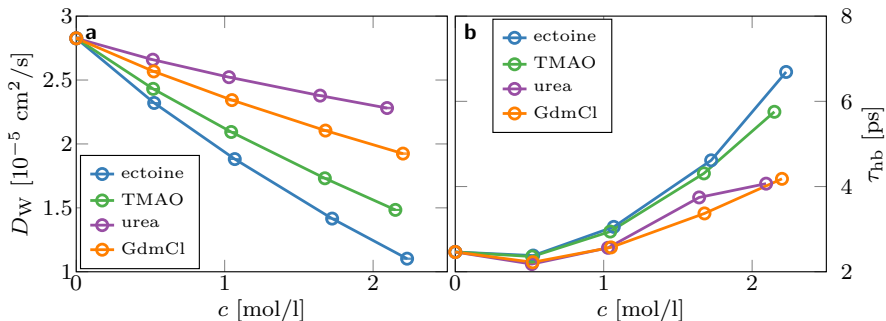 a
3
2.5
2
1.5
1
D_W [10^{-5} cm^2/s]
ectoine
TMAO
urea
GdmCl
0
1
2
c [mol/l]
b
ectoine
TMAO
urea
GdmCl
8
6
4
2
τ_hb [ps]
0
1
2
c [mol/l]